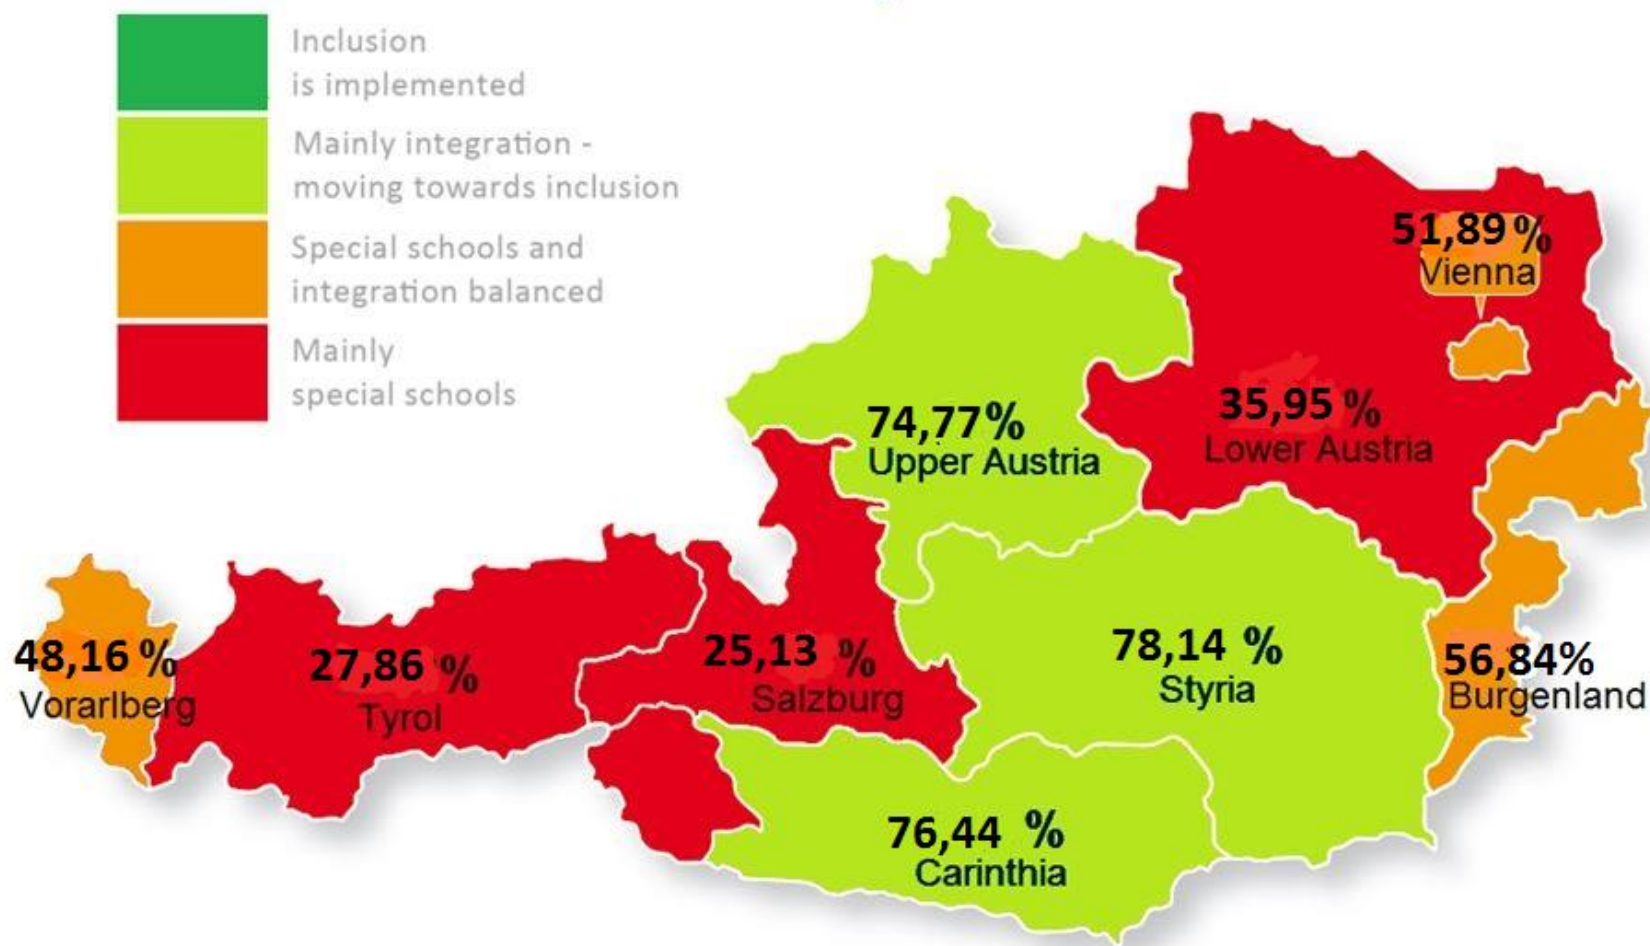 Inclusion
is implemented
Mainly integration -
moving towards inclusion
Special schools and
integration balanced
Mainly
special schools
51,89 %
Vienna
74,77%
Upper Austria
35,95 %
Lower Austria
48,16 %
Vorarlberg
27,86 %
Tyrol
25,13 %
Salzburg
78,14 %
Styria
56,84%
Burgenland
76,44 %
Carinthia